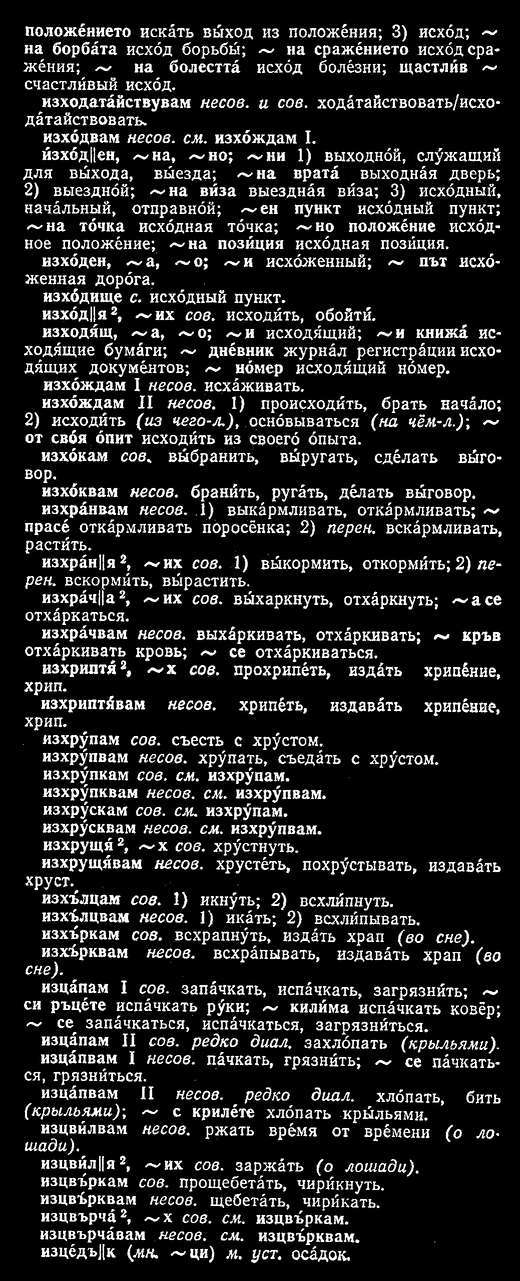 положе́нието иска́ть вы́ход из положе́ния; 3) исхо́д; ~
на борба́та исхо́д борьбы́; ~ на сраже́нието исхо́д сра-
же́ния; ~ на болестта́ исхо́д боле́зни; щастли́в ~
счастли́вый исхо́д.
изходата́йствувам несов. и сов. хода́тайствовать/исхо-
да́тайствовать.
изхо́двам несов. см. изхо́ждам I.
и́зхо́д||ен, ~на, ~но; ~ни 1) выходно́й, слу́жащий
для вы́хода, вы́езда; ~на врата́ выходна́я дверь;
2) выездно́й; ~на ви́за выездна́я ви́за; 3) исхо́дный,
нача́льный, отправно́й; ~ен пункт исхо́дный пункт;
~на то́чка исхо́дная то́чка; ~но положе́ние исхо́д-
ное положе́ние; ~на пози́ция исхо́дная пози́ция.
изхо́ден, ~а, ~о; ~и исхо́женный; ~ път исхо́-
женная доро́га.
изхо́дище с. исхо́дный пункт.
изхо́д||я², ~их сов. исходи́ть, обойти́.
изходя́щ, ~а, ~о; ~и исходя́щий; ~и книжа́ ис-
ходя́щие бума́ги; ~ дне́вник журна́л регистра́ции исхо-
дя́щих докуме́нтов; ~ но́мер исходя́щий но́мер.
изхо́ждам I несов. исха́живать.
изхо́ждам II несов. 1) происходи́ть, брать нача́ло;
2) исходи́ть (из чего-л.), осно́вываться (на чём-л.); ~
от сво́я о́пит исходи́ть из своего́ о́пыта.
изхо́кам сов. вы́бранить, вы́ругать, сде́лать вы́го-
вор.
изхо́квам несов. брани́ть, руга́ть, де́лать вы́говор.
изхра́нвам несов. 1) выка́рмливать, отка́рмливать; ~
прасе́ отка́рмливать поросёнка; 2) перен. вска́рмливать,
расти́ть.
изхра́н||я², ~их сов. 1) вы́кормить, откорми́ть; 2) пе-
рен. вскорми́ть, вы́растить.
изхра́ч||а², ~их сов. вы́харкнуть, отха́ркнуть; ~а се
отха́ркаться.
изхра́чвам несов. выха́ркивать, отха́ркивать; ~ кръв
отха́ркивать кровь; ~ се отха́ркиваться.
изхриптя́², ~х сов. прохрипе́ть, изда́ть хрипе́ние,
хрип.
изхриптя́вам несов. хрипе́ть, издава́ть хрипе́ние,
хрип.
изхру́пам сов. съесть с хру́стом.
изхру́пвам несов. хру́пать, съеда́ть с хру́стом.
изхру́пкам сов. см. изхру́пам.
изхру́пквам несов. см. изхру́пвам.
изхру́скам сов. см. изхру́пам.
изхру́сквам несов. см. изхру́пвам.
изхрущя́², ~х сов. хру́стнуть.
изхрущя́вам несов. хрусте́ть, похру́стывать, издава́ть
хруст.
изхъ́лцам сов. 1) икну́ть; 2) всхли́пнуть.
изхъ́лцвам несов. 1) ика́ть; 2) всхли́пывать.
изхъ́ркам сов. всхрапну́ть, изда́ть храп (во сне).
изхъ́рквам несов. всхра́пывать, издава́ть храп (во
сне).
изца́пам I сов. запа́чкать, испа́чкать, загрязни́ть; ~
си ръце́те испа́чкать ру́ки; ~ кили́ма испа́чкать ковёр;
~ се запа́чкаться, испа́чкаться, загрязни́ться.
изца́пам II сов. редко диал. захло́пать (крыльями).
изца́пвам I несов. па́чкать, грязни́ть; ~ се па́чкать-
ся, грязни́ться.
изца́пвам II несов. редко диал. хло́пать, бить
(крыльями); ~ с криле́те хло́пать кры́льями.
изцви́лвам несов. ржать вре́мя от вре́мени (о ло-
шади).
изцви́л||я², ~их сов. заржа́ть (о лошади).
изцвъ́ркам сов. прощебета́ть, чири́кнуть.
изцвъ́рквам несов. щебета́ть, чири́кать.
изцвърча́², ~х сов. см. изцвъ́ркам.
изцвърча́вам несов. см. изцвъ́рквам.
изце́дъ||к (мн. ~ци) м. уст. оса́док.